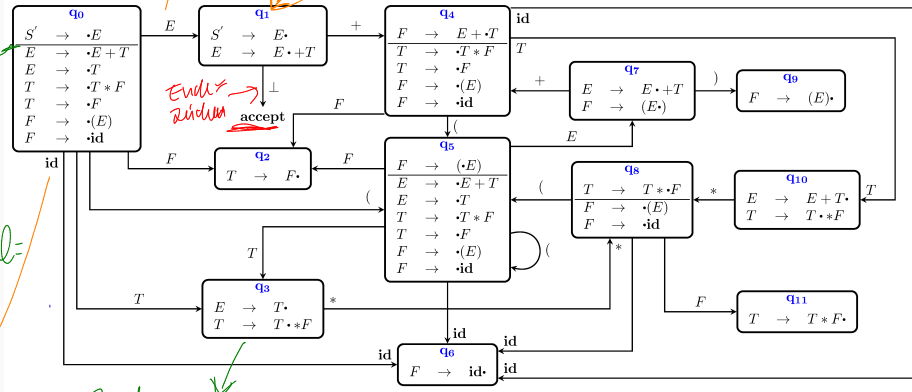 q0
S′ → •E
E → •E + T
E → •T
T → •T ∗ F
T → •F
F → •(E)
F → •id
E
q1
S′ → E•
E → E • +T
⊥
accept
+
q4
F → E + •T
T → •T ∗ F
T → •F
F → •(E)
F → •id
id
T
+
q7
E → E • +T
F → (E•)
)
q9
F → (E)•
F
(
E
id
F
q2
T → F•
F
q5
F → (•E)
E → •E + T
E → •T
T → •T ∗ F
T → •F
F → •(E)
F → •id
(
(
(
q8
T → T ∗ •F
F → •(E)
F → •id
∗
q10
E → E + T•
T → T • ∗F
T
T
∗
q3
E → T•
T → T • ∗F
T
∗
F
q11
T → T ∗ F•
id
id
id
id
q6
F → id•